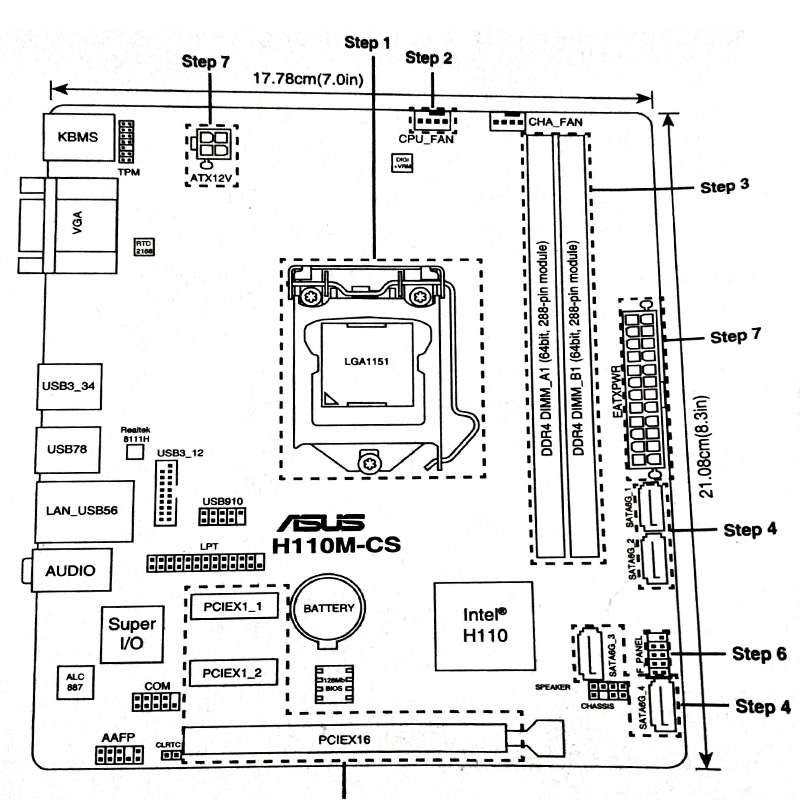 Step 1
Step 7
Step 2
17.78cm(7.0in)
KBMS
TPM
ATX12V
CPU_FAN
CHA_FAN
DIGI
+VRM
Step 3
VGA
RTD
2168
DDR4 DIMM_A1 (64bit, 288-pin module)
DDR4 DIMM_B1 (64bit, 288-pin module)
LGA1151
Step 7
EATXPWR
21.08cm(8.3in)
USB3_34
Realtek
8111H
USB78
USB3_12
LAN_USB56
USB910
SATA6G_1
SATA6G_2
Step 4
ASUS
H110M-CS
LPT
AUDIO
PCIEX1_1
BATTERY
Super
I/O
Intel®
H110
SATA6G_3
F_PANEL
Step 6
ALC
887
PCIEX1_2
128Mb
BIOS
COM
SPEAKER
CHASSIS
SATA6G_4
Step 4
AAFP
CLRTC
PCIEX16